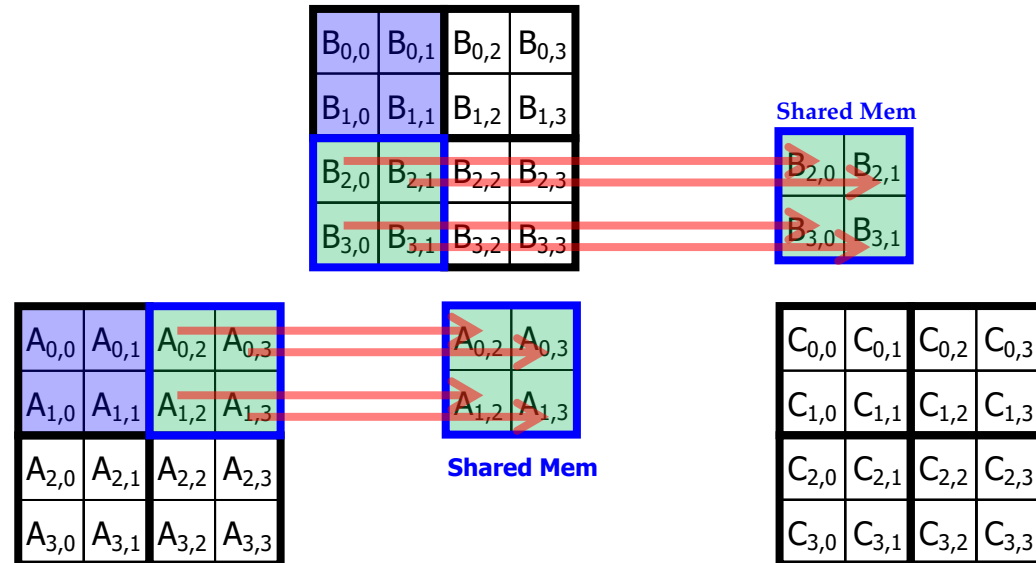 B0,0 B0,1 B0,2 B0,3
B1,0 B1,1 B1,2 B1,3
Shared Mem
B2,0 B2,1 B2,2 B2,3
B2,0 B2,1
B3,0 B3,1 B3,2 B3,3
B3,0 B3,1
A0,0 A0,1 A0,2 A0,3
A0,2 A0,3
C0,0 C0,1 C0,2 C0,3
A1,0 A1,1 A1,2 A1,3
A1,2 A1,3
C1,0 C1,1 C1,2 C1,3
Shared Mem
A2,0 A2,1 A2,2 A2,3
C2,0 C2,1 C2,2 C2,3
A3,0 A3,1 A3,2 A3,3
C3,0 C3,1 C3,2 C3,3